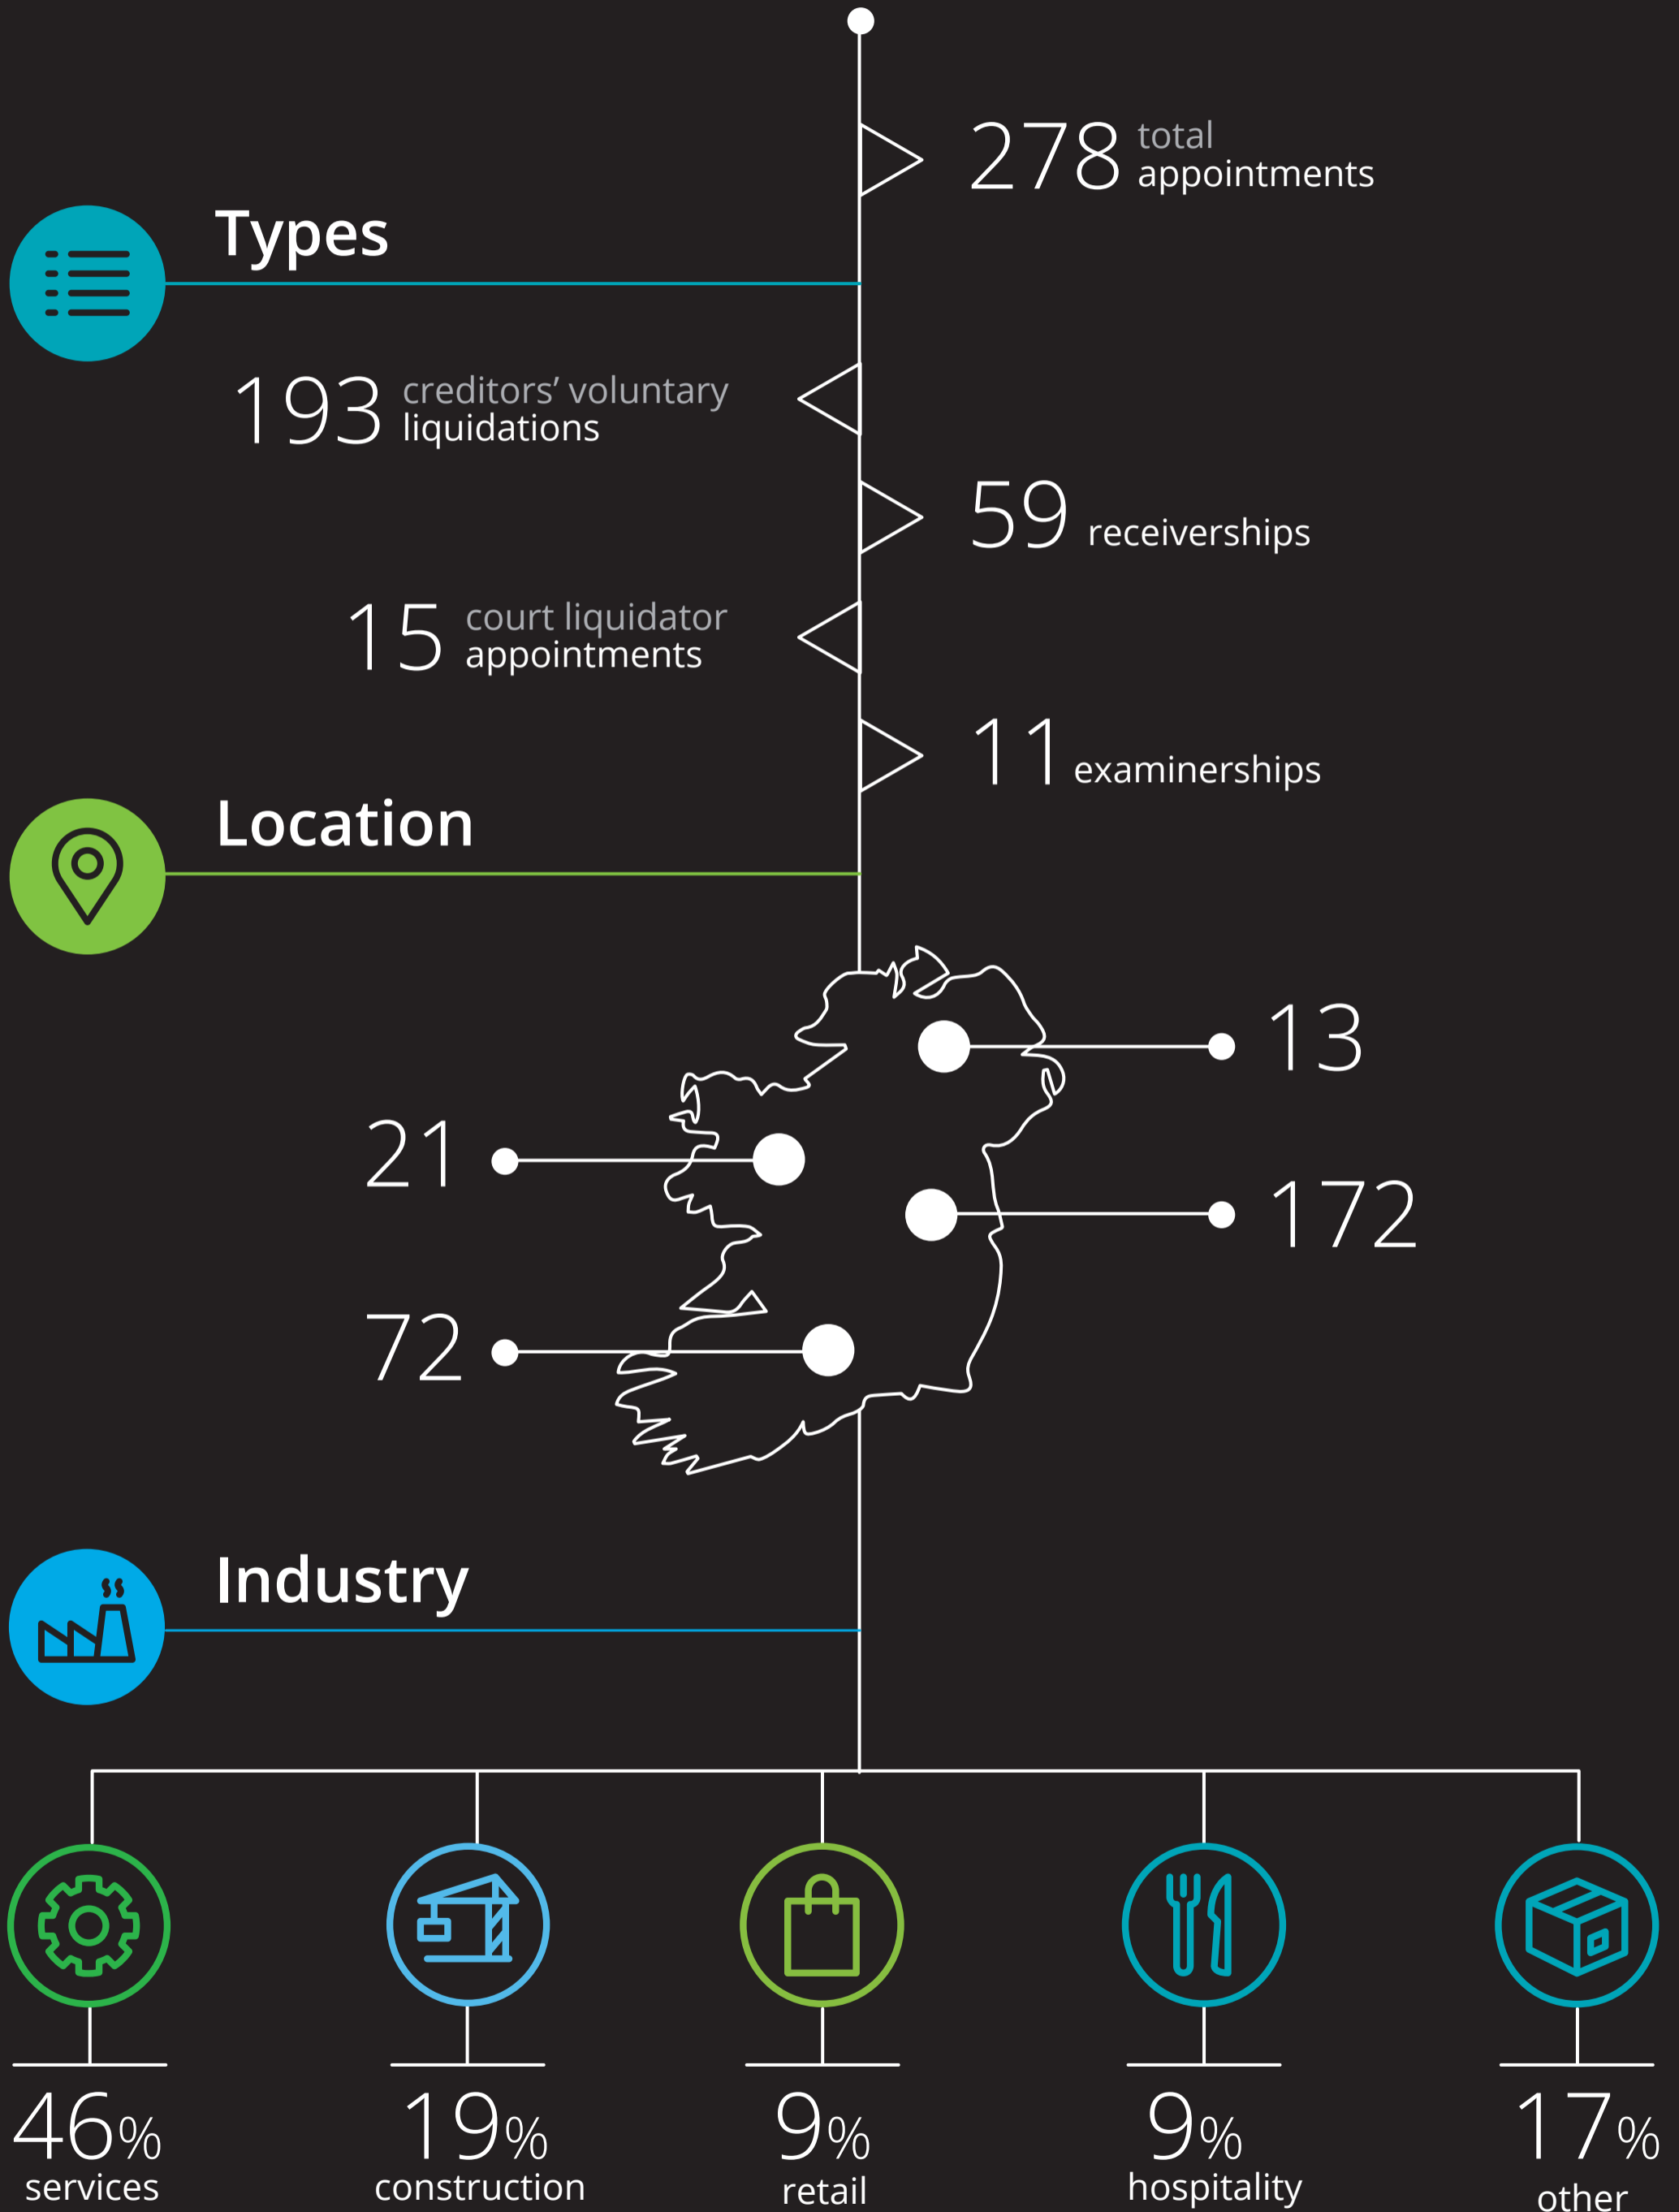 278 total
appointments
Types
193 creditors’ voluntary
liquidations
59 receiverships
15 court liquidator
appointments
11 examinerships
Location
13
21
172
72
Industry
46%
services
19%
construction
9%
retail
9%
hospitality
17%
other